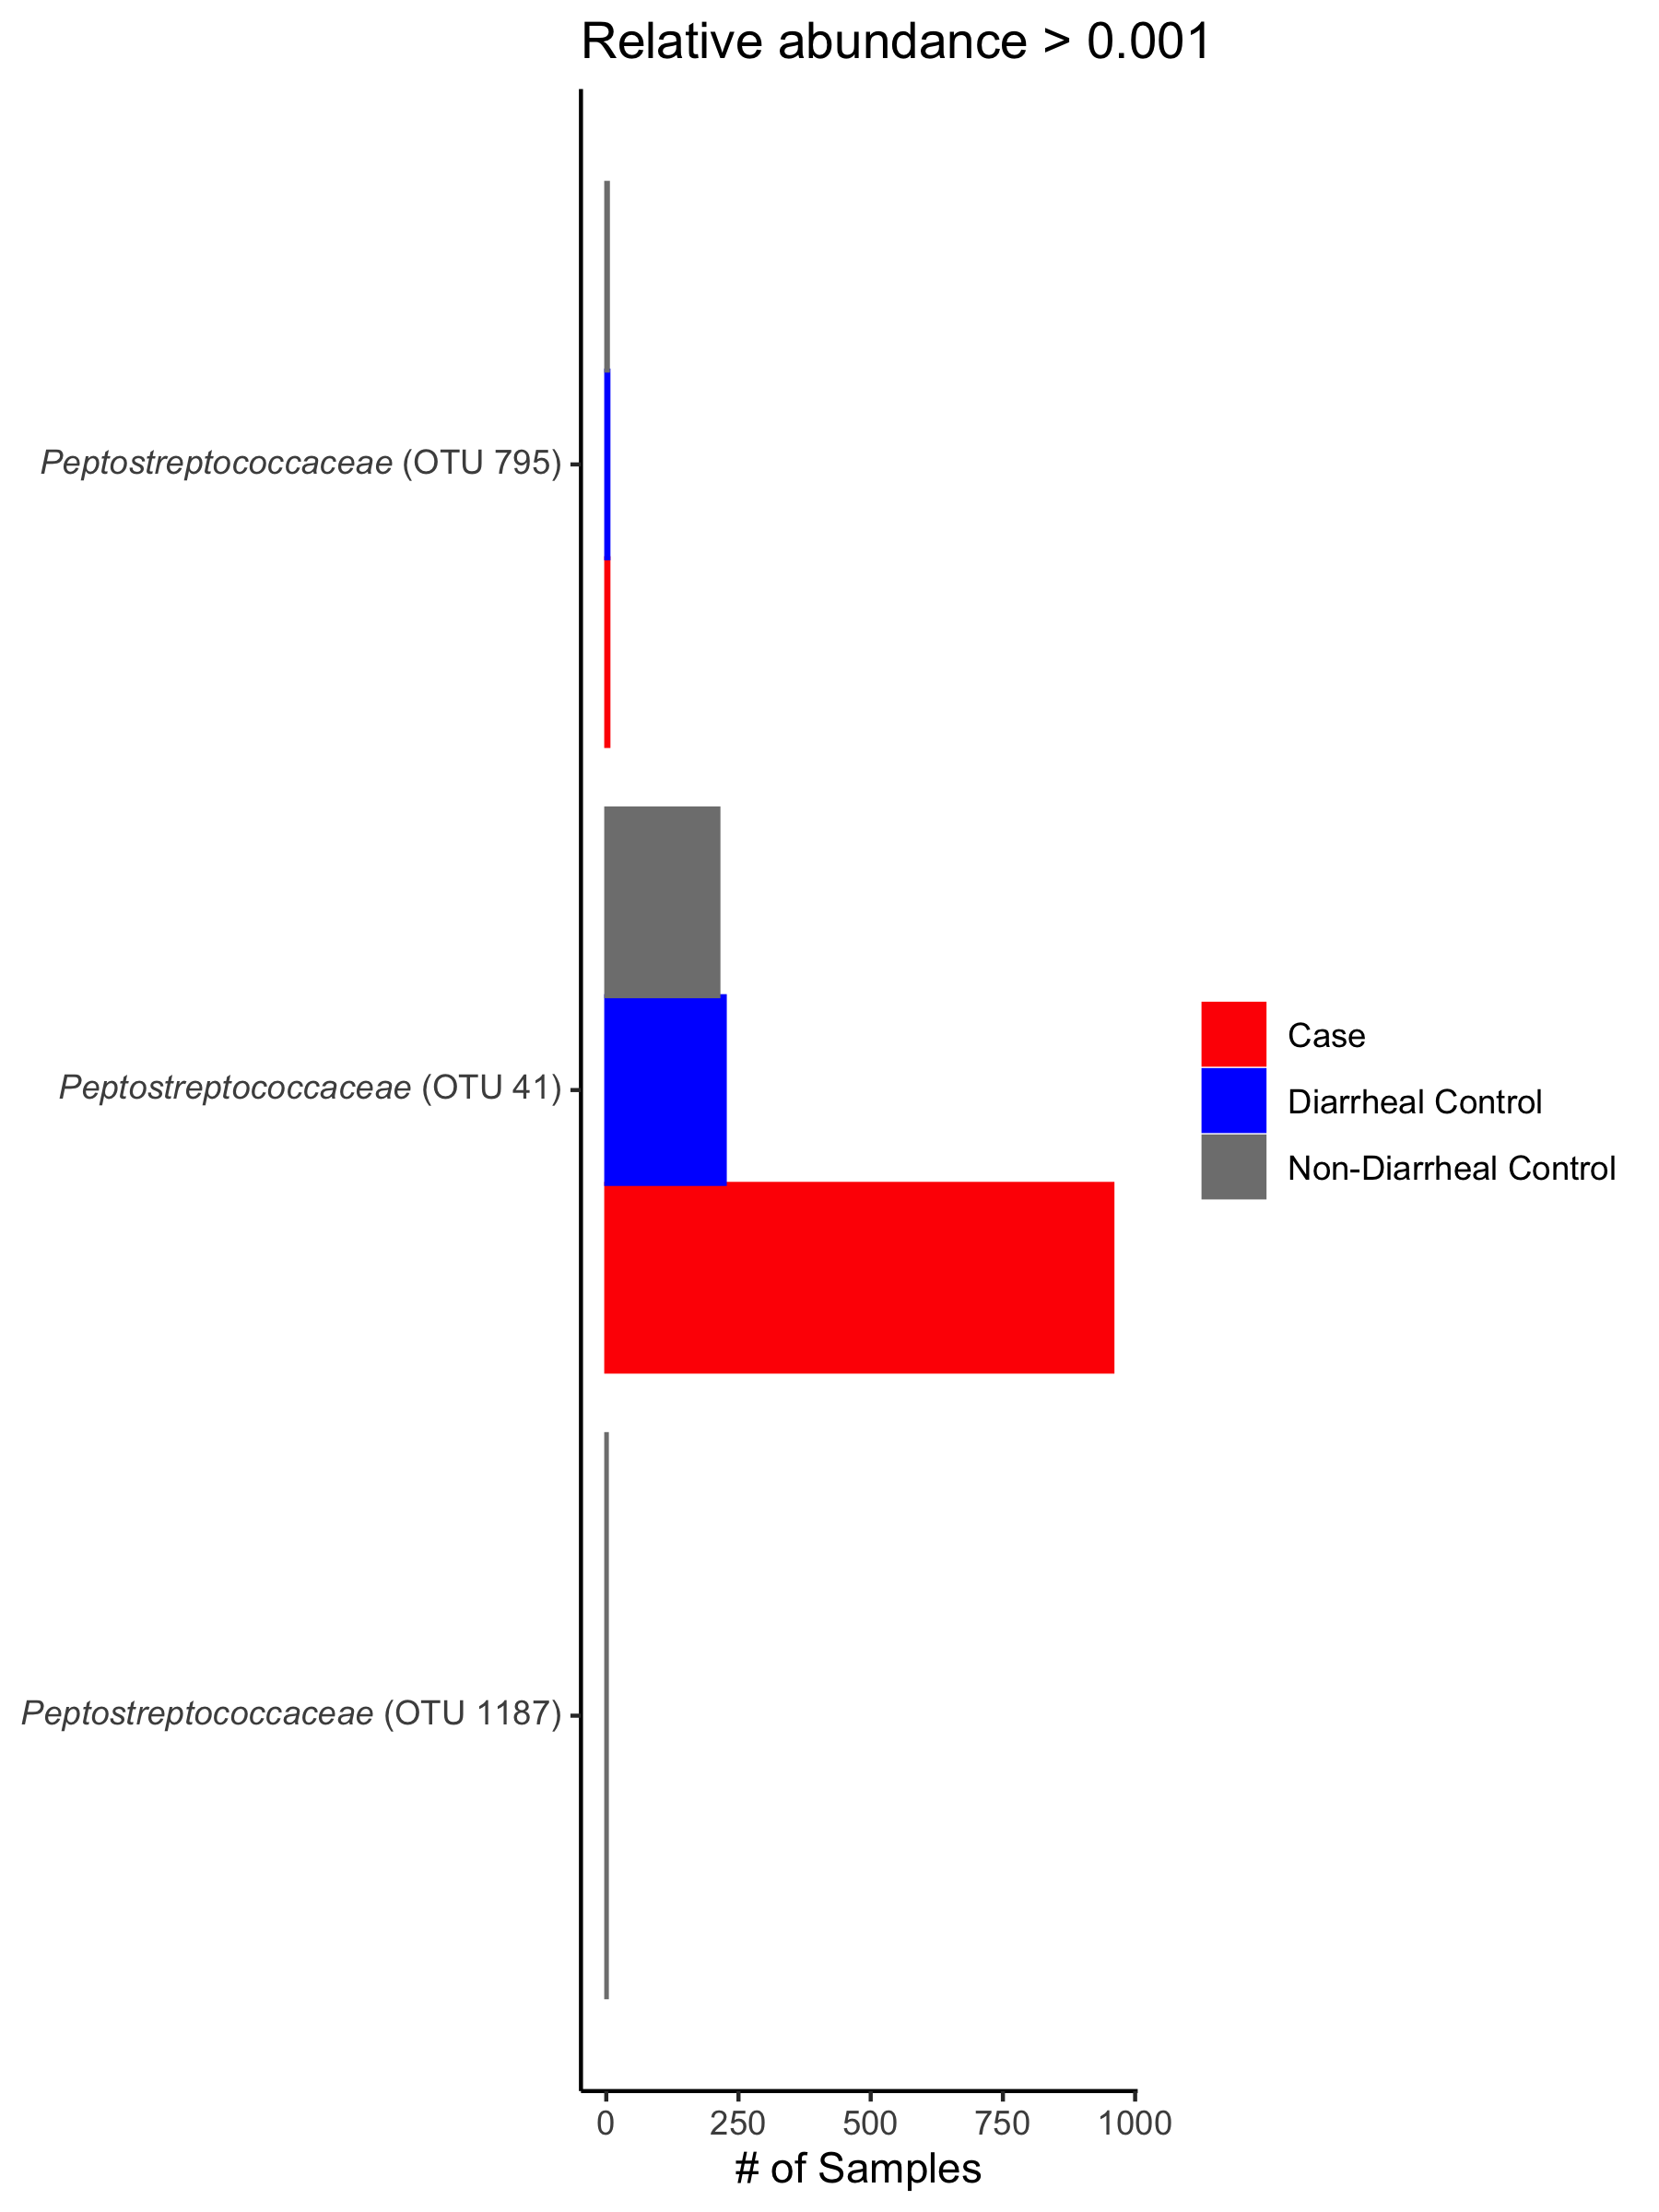 Relative abundance > 0.001
Peptostreptococcaceae (OTU 795)
Peptostreptococcaceae (OTU 41)
Peptostreptococcaceae (OTU 1187)
Case
Diarrheal Control
Non-Diarrheal Control
0 250 500 750 1000
# of Samples